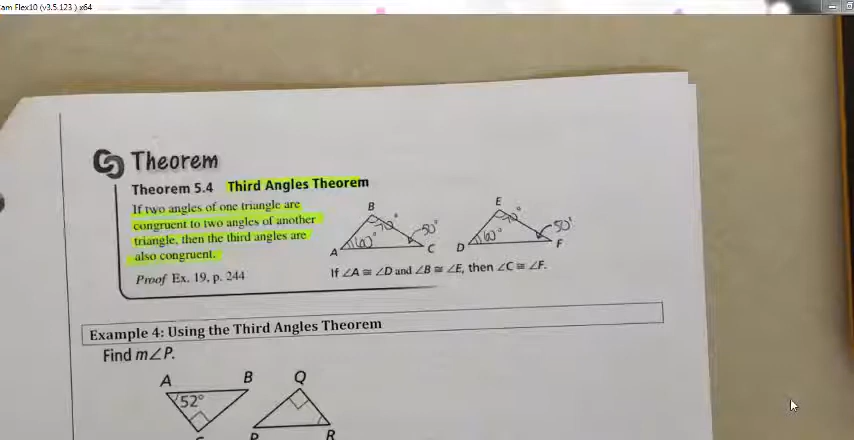 am Flex10 (v3.5.123 ) x64
Theorem
Theorem 5.4 Third Angles Theorem
If two angles of one triangle are
congruent to two angles of another
triangle, then the third angles are
also congruent.
Proof Ex. 19, p. 244
B
70°
60°
50°
A
C
E
70°
60°
50°
D
F
If ∠A ≅ ∠D and ∠B ≅ ∠E, then ∠C ≅ ∠F.
Example 4: Using the Third Angles Theorem
Find m∠P.
A
B
Q
52°
R